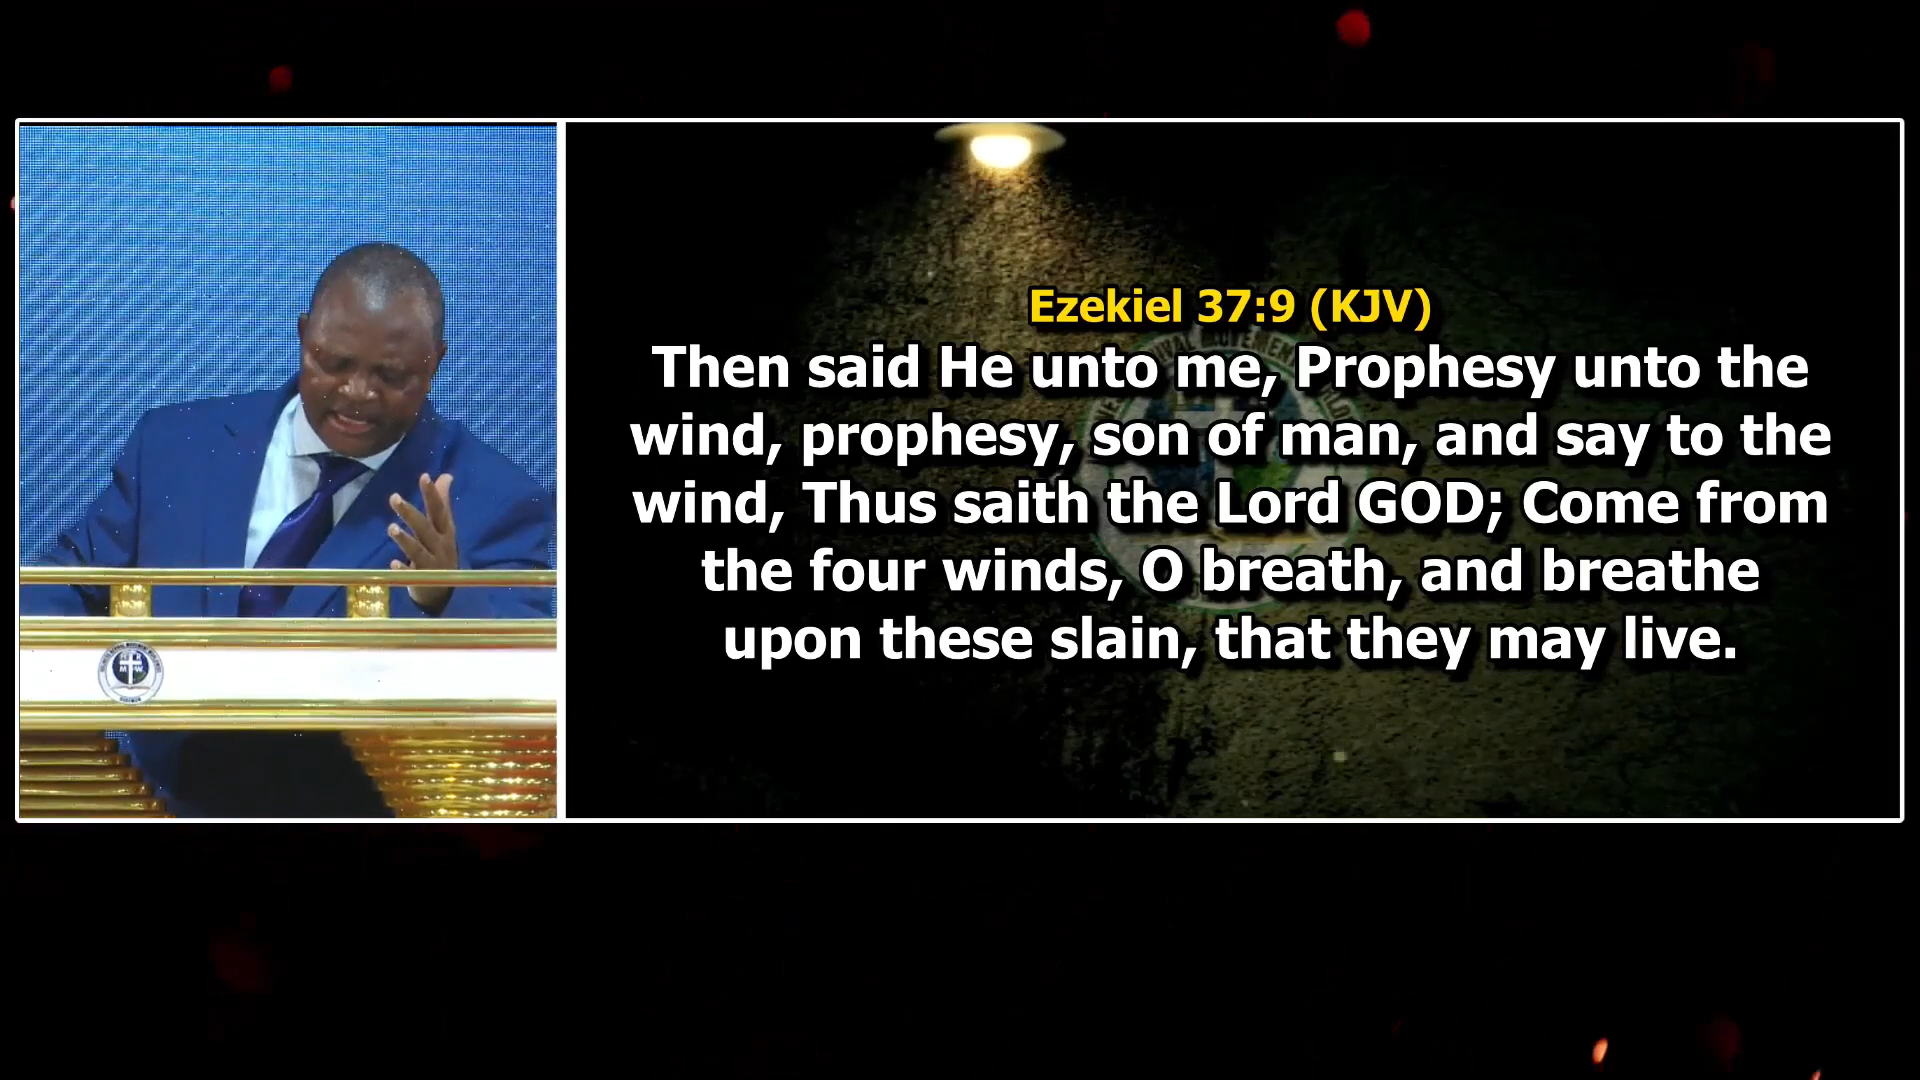 Ezekiel 37:9 (KJV)
Then said He unto me, Prophesy unto the
wind, prophesy, son of man, and say to the
wind, Thus saith the Lord GOD; Come from
the four winds, O breath, and breathe
upon these slain, that they may live.